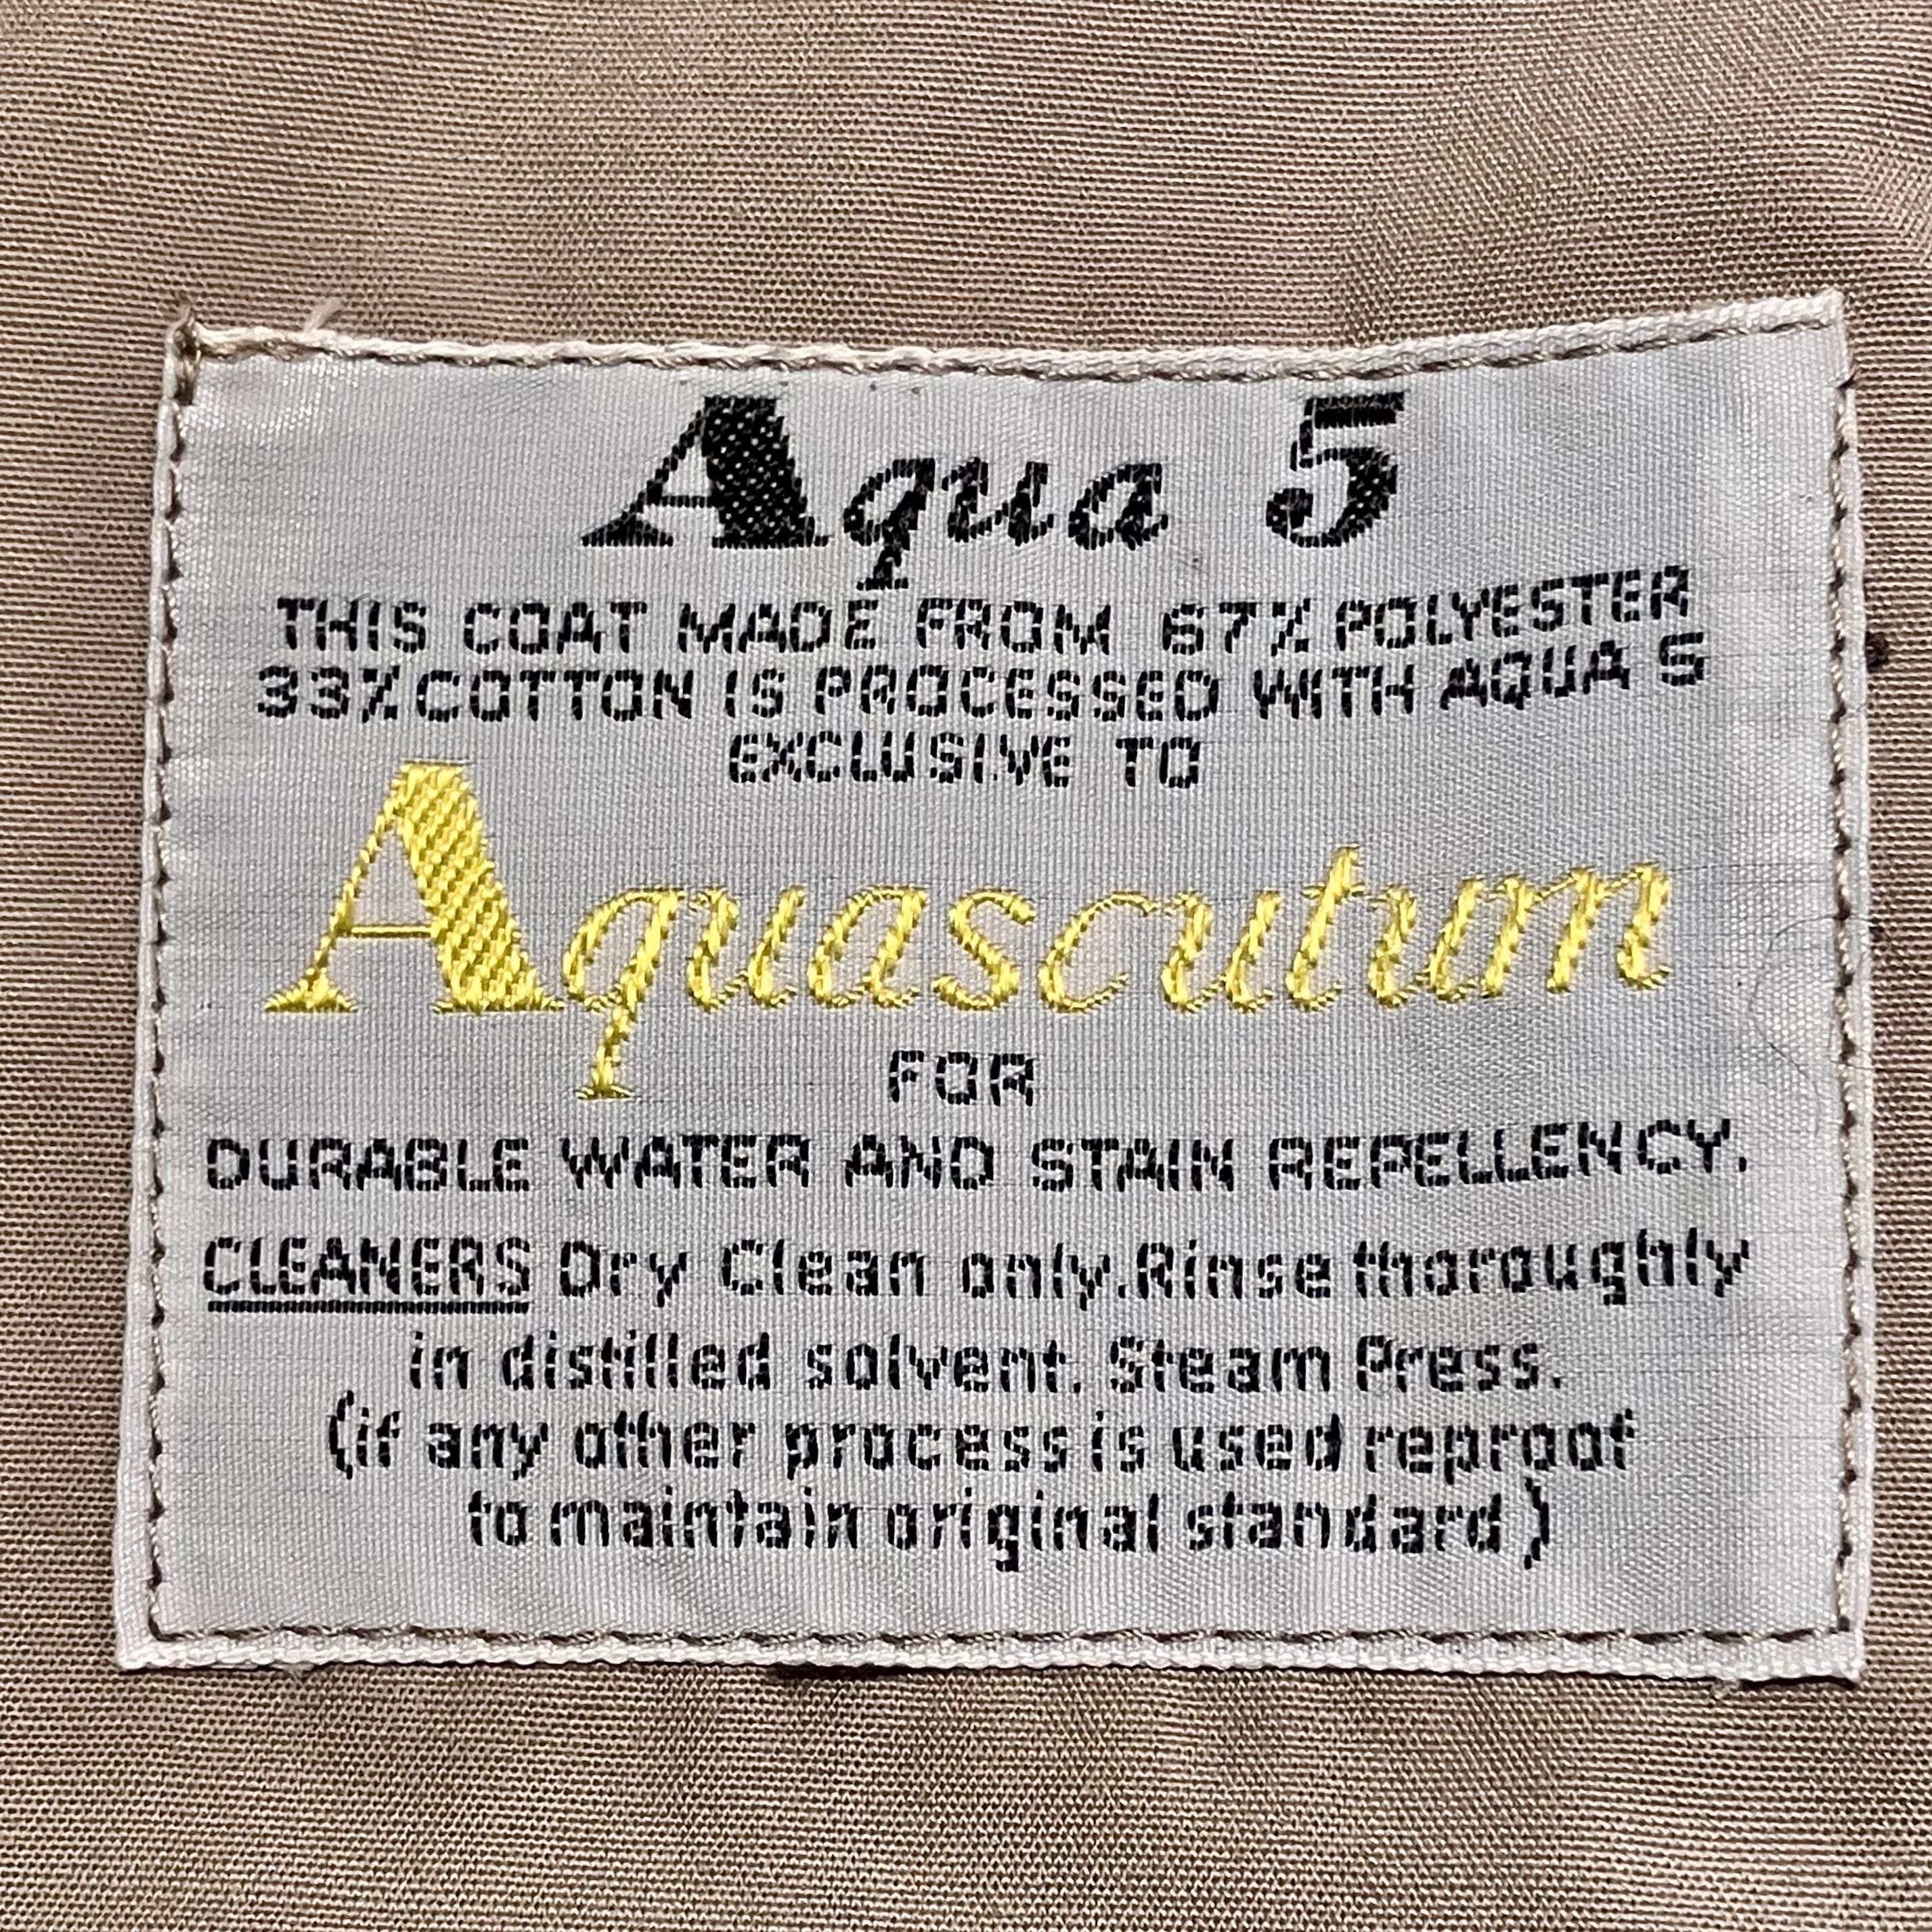 Aqua 5
THIS COAT MADE FROM 67% POLYESTER
33% COTTON IS PROCESSED WITH AQUA 5
EXCLUSIVE TO
Aquascutum
FOR
DURABLE WATER AND STAIN REPELLENCY.
CLEANERS Dry Clean only. Rinse thoroughly
in distilled solvent. Steam Press.
(if any other process is used reproof
to maintain original standard)